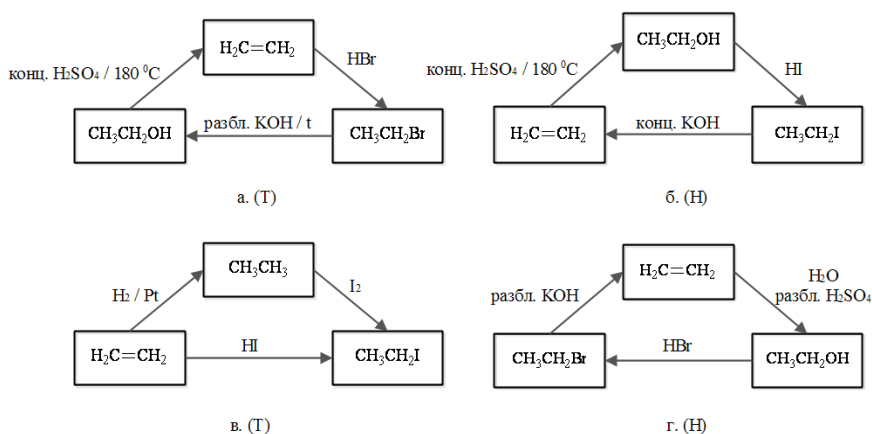 H₂C=CH₂
конц. H₂SO₄ / 180 ⁰C
HBr
CH₃CH₂OH
разбл. KOH / t
CH₃CH₂Br
а. (Т)
CH₃CH₂OH
конц. H₂SO₄ / 180 ⁰C
HI
H₂C=CH₂
конц. KOH
CH₃CH₂I
б. (Н)
CH₃CH₃
H₂ / Pt
I₂
H₂C=CH₂
HI
CH₃CH₂I
в. (Т)
H₂C=CH₂
разбл. KOH
H₂O
разбл. H₂SO₄
CH₃CH₂Br
HBr
CH₃CH₂OH
г. (Н)